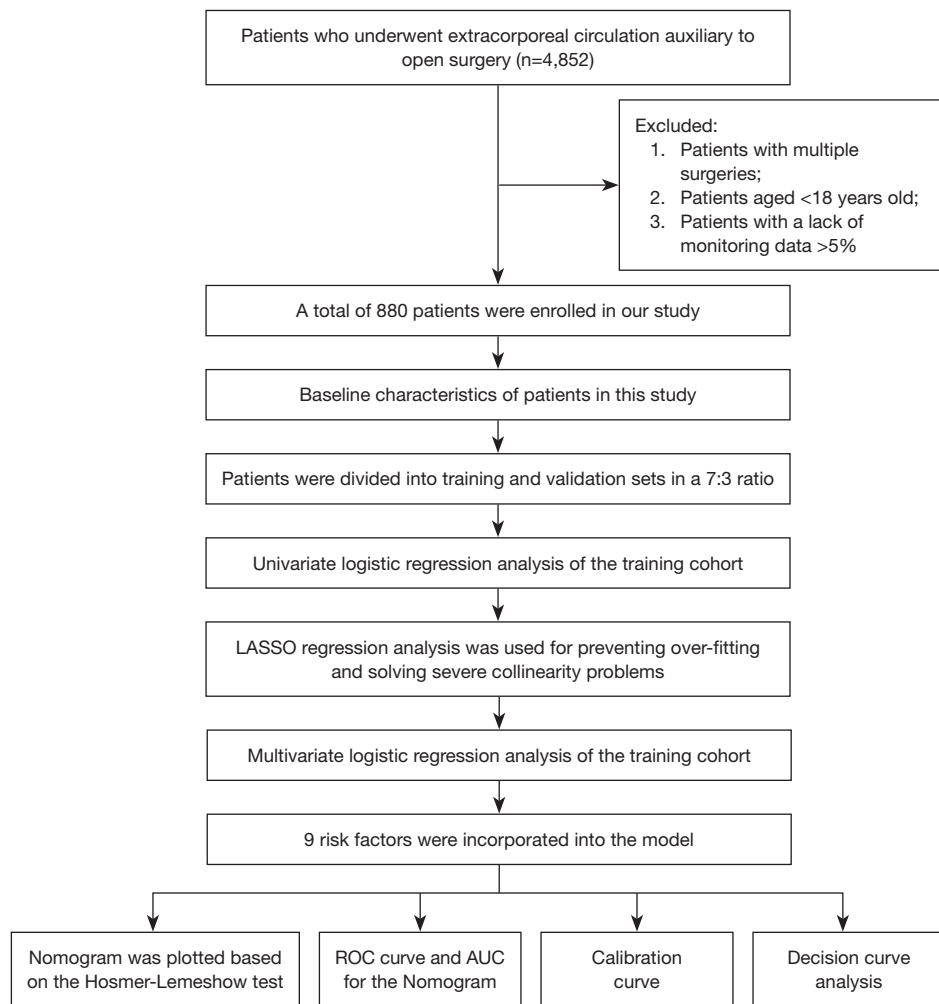 Patients who underwent extracorporeal circulation auxiliary to
open surgery (n=4,852)
Excluded:
1. Patients with multiple
surgeries;
2. Patients aged <18 years old;
3. Patients with a lack of
monitoring data >5%
A total of 880 patients were enrolled in our study
Baseline characteristics of patients in this study
Patients were divided into training and validation sets in a 7:3 ratio
Univariate logistic regression analysis of the training cohort
LASSO regression analysis was used for preventing over-fitting
and solving severe collinearity problems
Multivariate logistic regression analysis of the training cohort
9 risk factors were incorporated into the model
Nomogram was plotted based
on the Hosmer-Lemeshow test
ROC curve and AUC
for the Nomogram
Calibration
curve
Decision curve
analysis